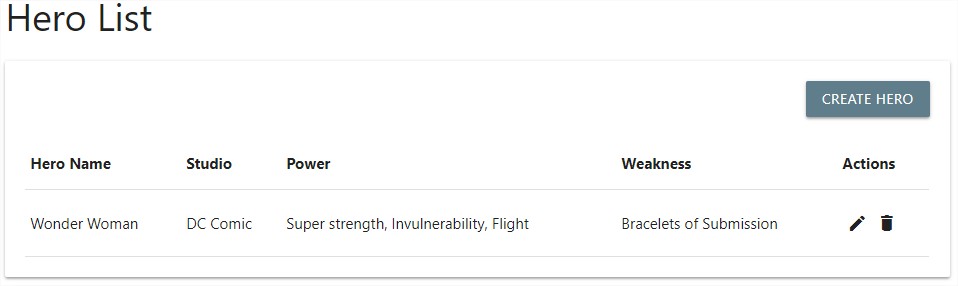 Hero List
CREATE HERO
Hero Name Studio Power Weakness Actions
Wonder Woman DC Comic Super strength, Invulnerability, Flight Bracelets of Submission